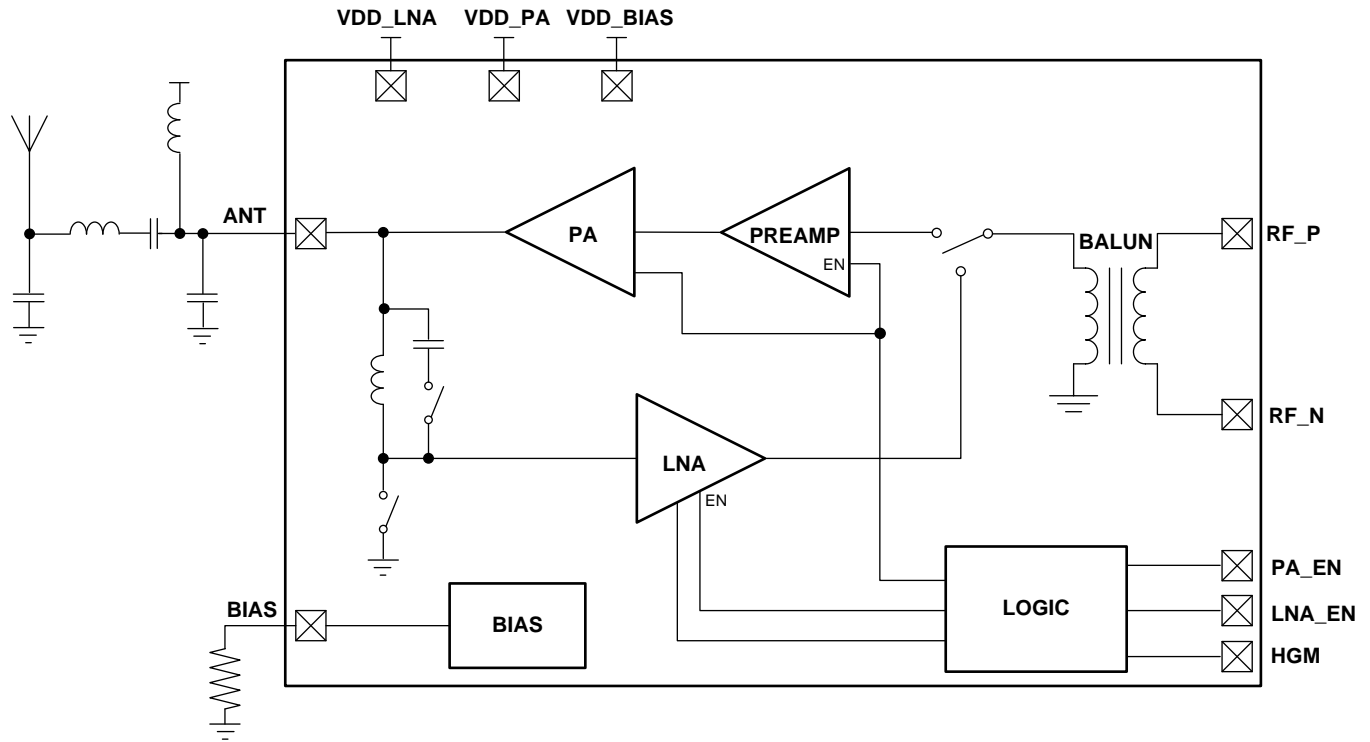 VDD_LNA VDD_PA VDD_BIAS
ANT
PA
PREAMP
EN
BALUN
RF_P
RF_N
LNA
EN
BIAS
BIAS
LOGIC
PA_EN
LNA_EN
HGM